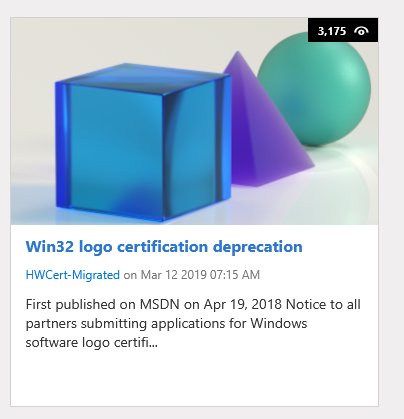 3,175
Win32 logo certification deprecation
HWCert-Migrated on Mar 12 2019 07:15 AM
First published on MSDN on Apr 19, 2018 Notice to all
partners submitting applications for Windows
software logo certifi...